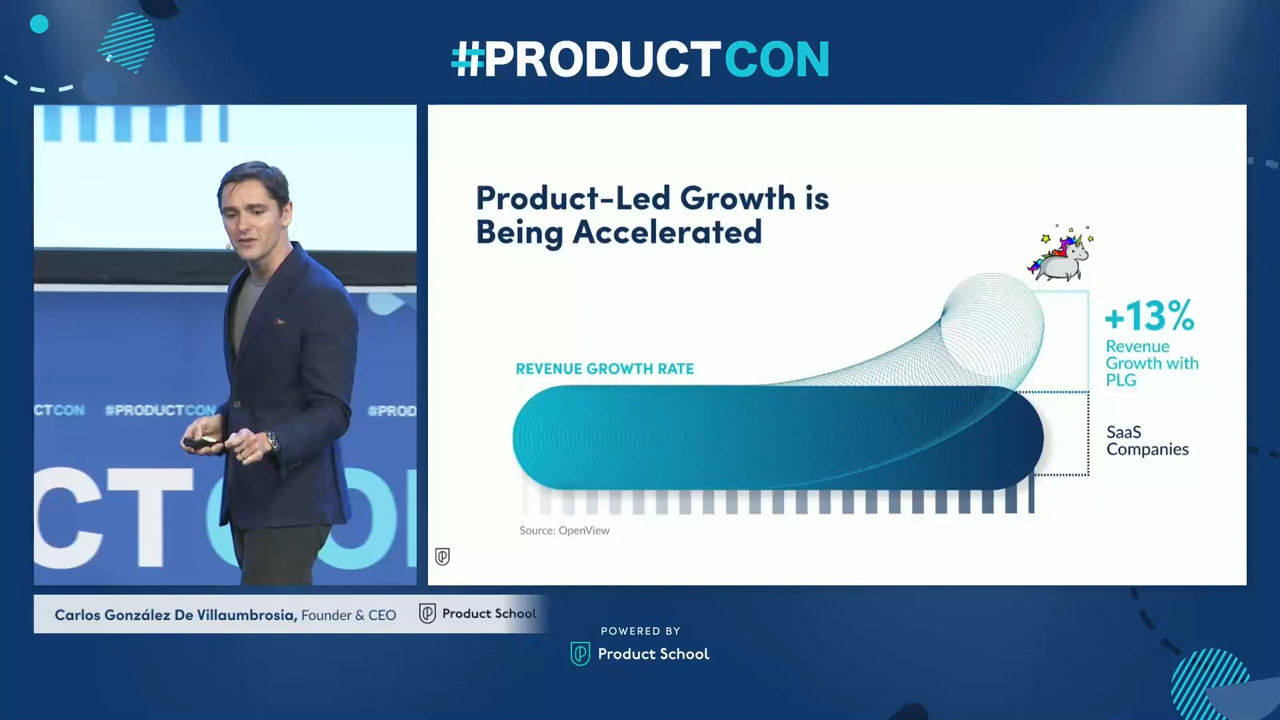 #PRODUCTCON
Product-Led Growth is
Being Accelerated
+13%
Revenue
Growth with
PLG
REVENUE GROWTH RATE
SaaS
Companies
Source: OpenView
CTCON #PRODUCTCON #PROD
CTCO
Carlos González De Villaumbrosia, Founder & CEO Product School
POWERED BY
Product School